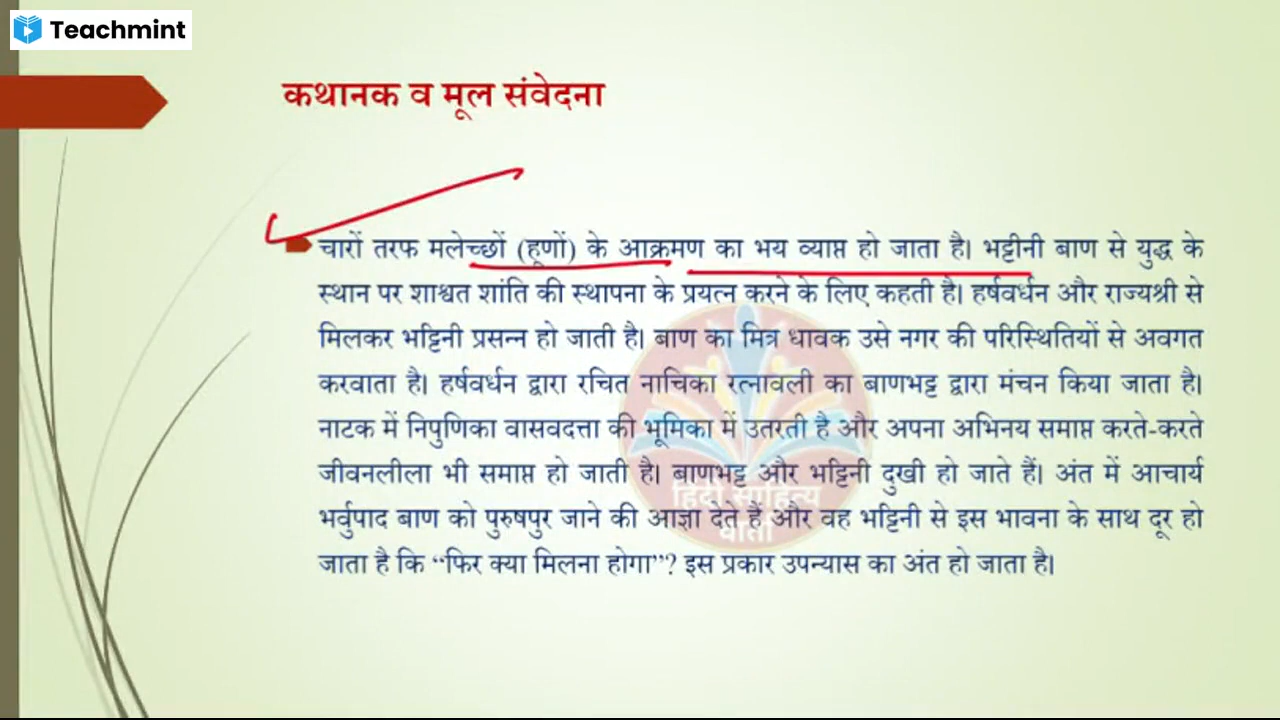 Teachmint
कथानक व मूल संवेदना
चारों तरफ मलेच्छों (हूणों) के आक्रमण का भय व्याप्त हो जाता है। भट्टीनी बाण से युद्ध के
स्थान पर शाश्वत शांति की स्थापना के प्रयत्न करने के लिए कहती है। हर्षवर्धन और राज्यश्री से
मिलकर भट्टिनी प्रसन्न हो जाती है। बाण का मित्र धावक उसे नगर की परिस्थितियों से अवगत
करवाता है। हर्षवर्धन द्वारा रचित नाचिका रत्नावली का बाणभट्ट द्वारा मंचन किया जाता है।
नाटक में निपुणिका वासवदत्ता की भूमिका में उतरती है और अपना अभिनय समाप्त करते-करते
जीवनलीला भी समाप्त हो जाती है। बाणभट्ट और भट्टिनी दुखी हो जाते हैं। अंत में आचार्य
भर्वुपाद बाण को पुरुषपुर जाने की आज्ञा देते हैं और वह भट्टिनी से इस भावना के साथ दूर हो
जाता है कि “फिर क्या मिलना होगा”? इस प्रकार उपन्यास का अंत हो जाता है।
हिंदी साहित्य
वार्ता